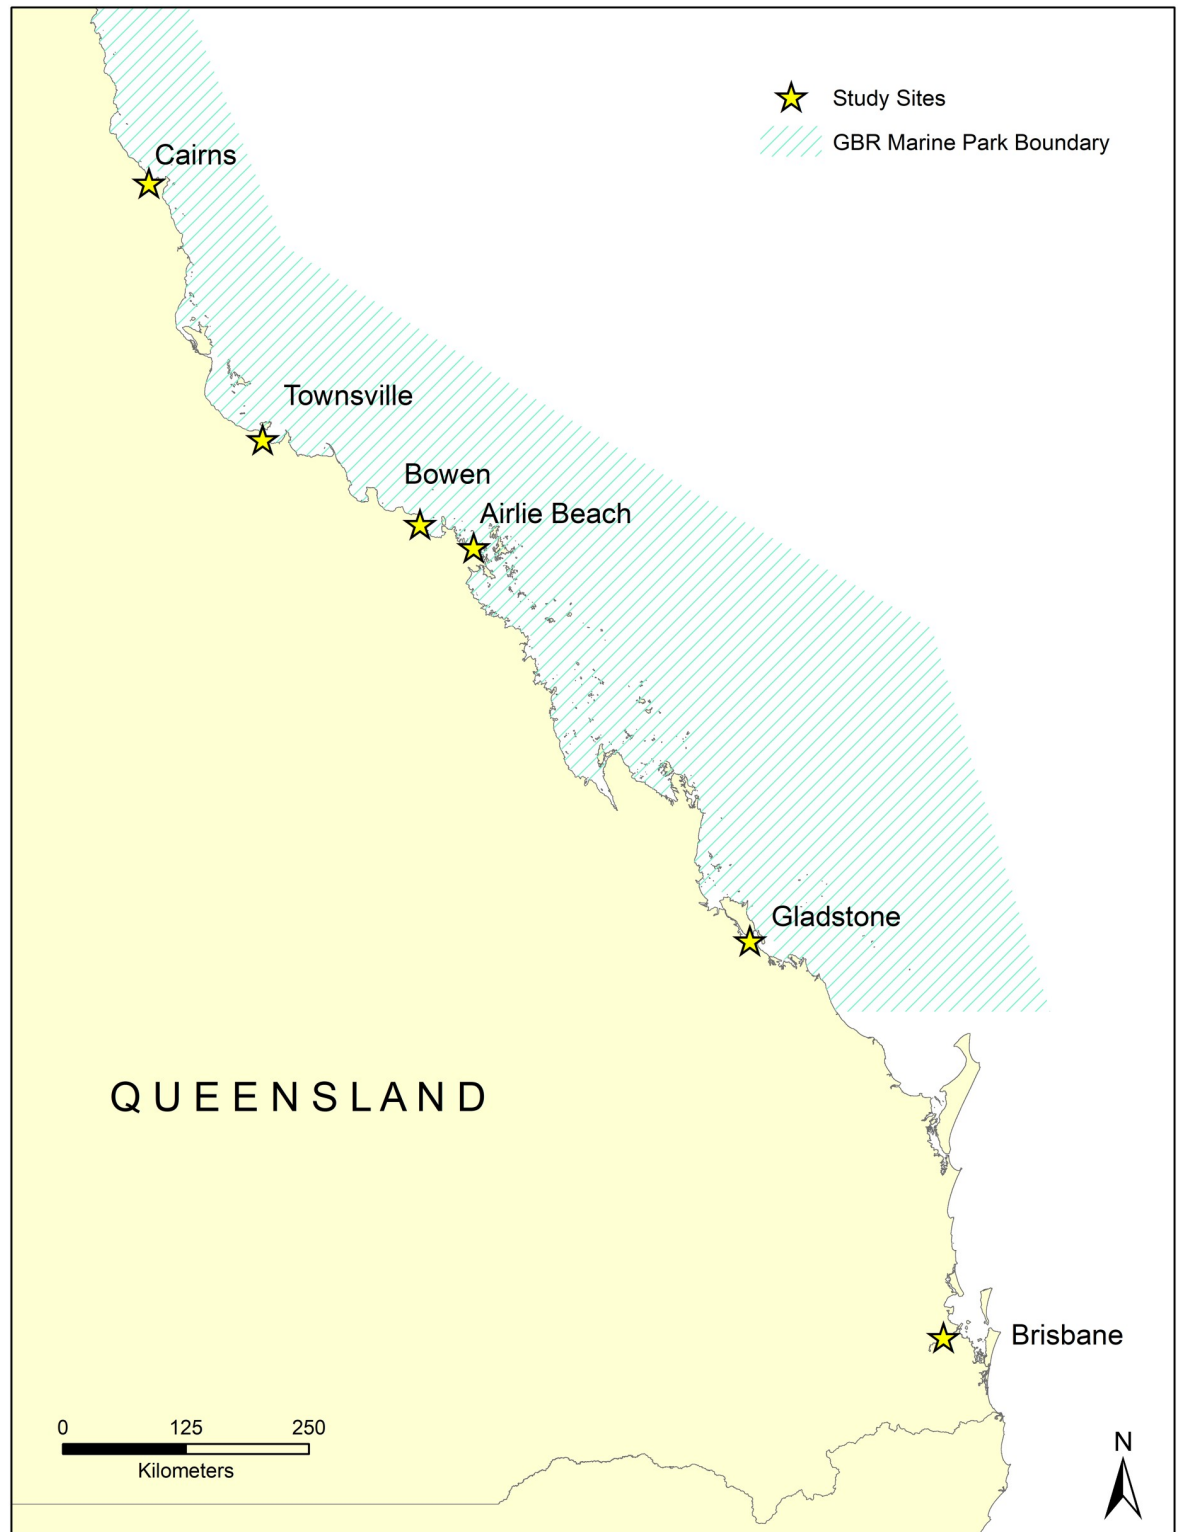 Study Sites
GBR Marine Park Boundary
Cairns
Townsville
Bowen
Airlie Beach
Gladstone
QUEENSLAND
Brisbane
0 125 250
Kilometers
N